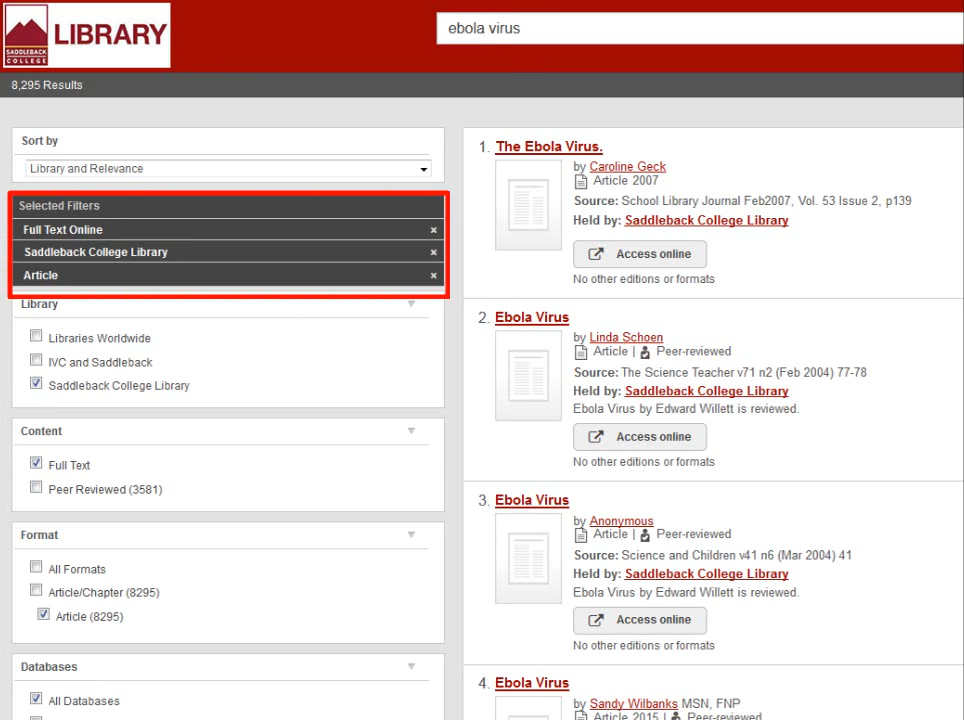 SADDLEBACK
COLLEGE
LIBRARY
ebola virus
8,295 Results
Sort by
Library and Relevance
Selected Filters
Full Text Online ×
Saddleback College Library ×
Article ×
Library
Libraries Worldwide
IVC and Saddleback
Saddleback College Library
Content
Full Text
Peer Reviewed (3581)
Format
All Formats
Article/Chapter (8295)
Article (8295)
Databases
All Databases
1. The Ebola Virus.
by Caroline Geck
Article 2007
Source: School Library Journal Feb2007, Vol. 53 Issue 2, p139
Held by: Saddleback College Library
Access online
No other editions or formats
2. Ebola Virus
by Linda Schoen
Article | Peer-reviewed
Source: The Science Teacher v71 n2 (Feb 2004) 77-78
Held by: Saddleback College Library
Ebola Virus by Edward Willett is reviewed.
Access online
No other editions or formats
3. Ebola Virus
by Anonymous
Article | Peer-reviewed
Source: Science and Children v41 n6 (Mar 2004) 41
Held by: Saddleback College Library
Ebola Virus by Edward Willett is reviewed.
Access online
No other editions or formats
4. Ebola Virus
by Sandy Wilbanks MSN, FNP
Article 2015 | Peer-reviewed